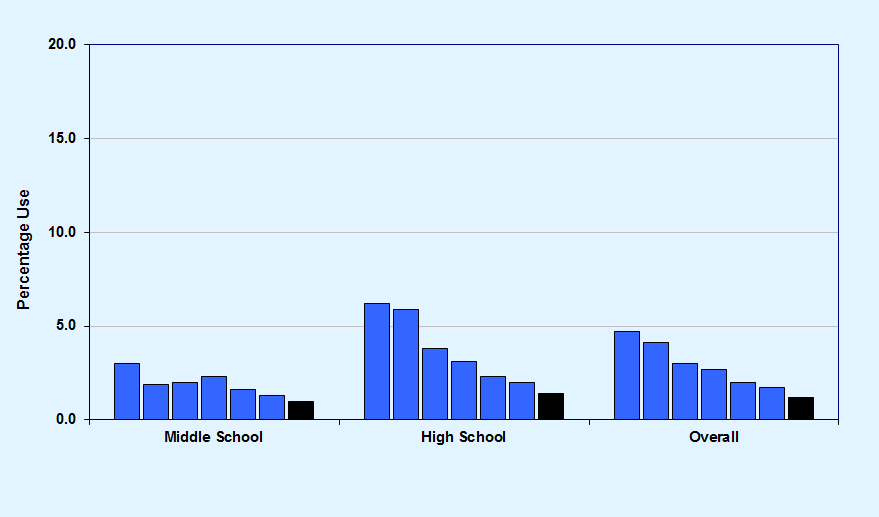 20.0
15.0
10.0
5.0
0.0
Percentage Use
Middle School
High School
Overall